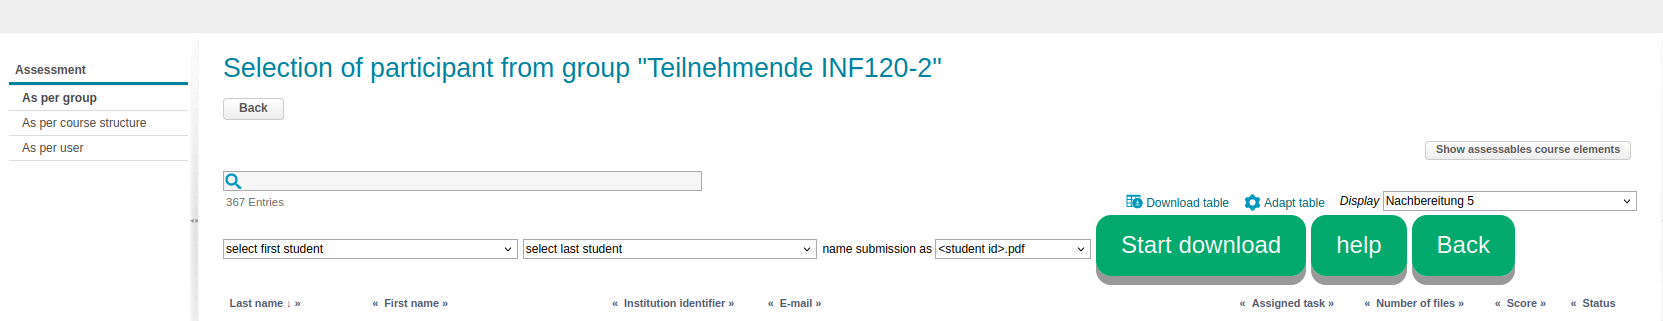 Assessment
As per group
As per course structure
As per user
Selection of participant from group "Teilnehmende INF120-2"
Back
Show assessables course elements
367 Entries
Download table Adapt table Display Nachbereitung 5
select first student select last student name submission as <student id>.pdf Start download help Back
Last name ↓ » « First name » « Institution identifier » « E-mail » « Assigned task » « Number of files » « Score » « Status